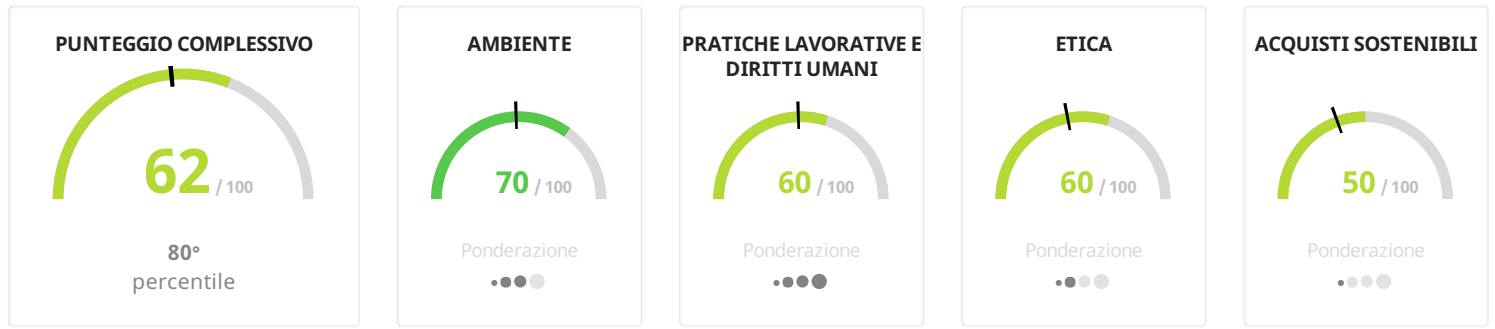 PUNTEGGIO COMPLESSIVO
62 / 100
80°
percentile
AMBIENTE
70 / 100
Ponderazione
PRATICHE LAVORATIVE E
DIRITTI UMANI
60 / 100
Ponderazione
ETICA
60 / 100
Ponderazione
ACQUISTI SOSTENIBILI
50 / 100
Ponderazione